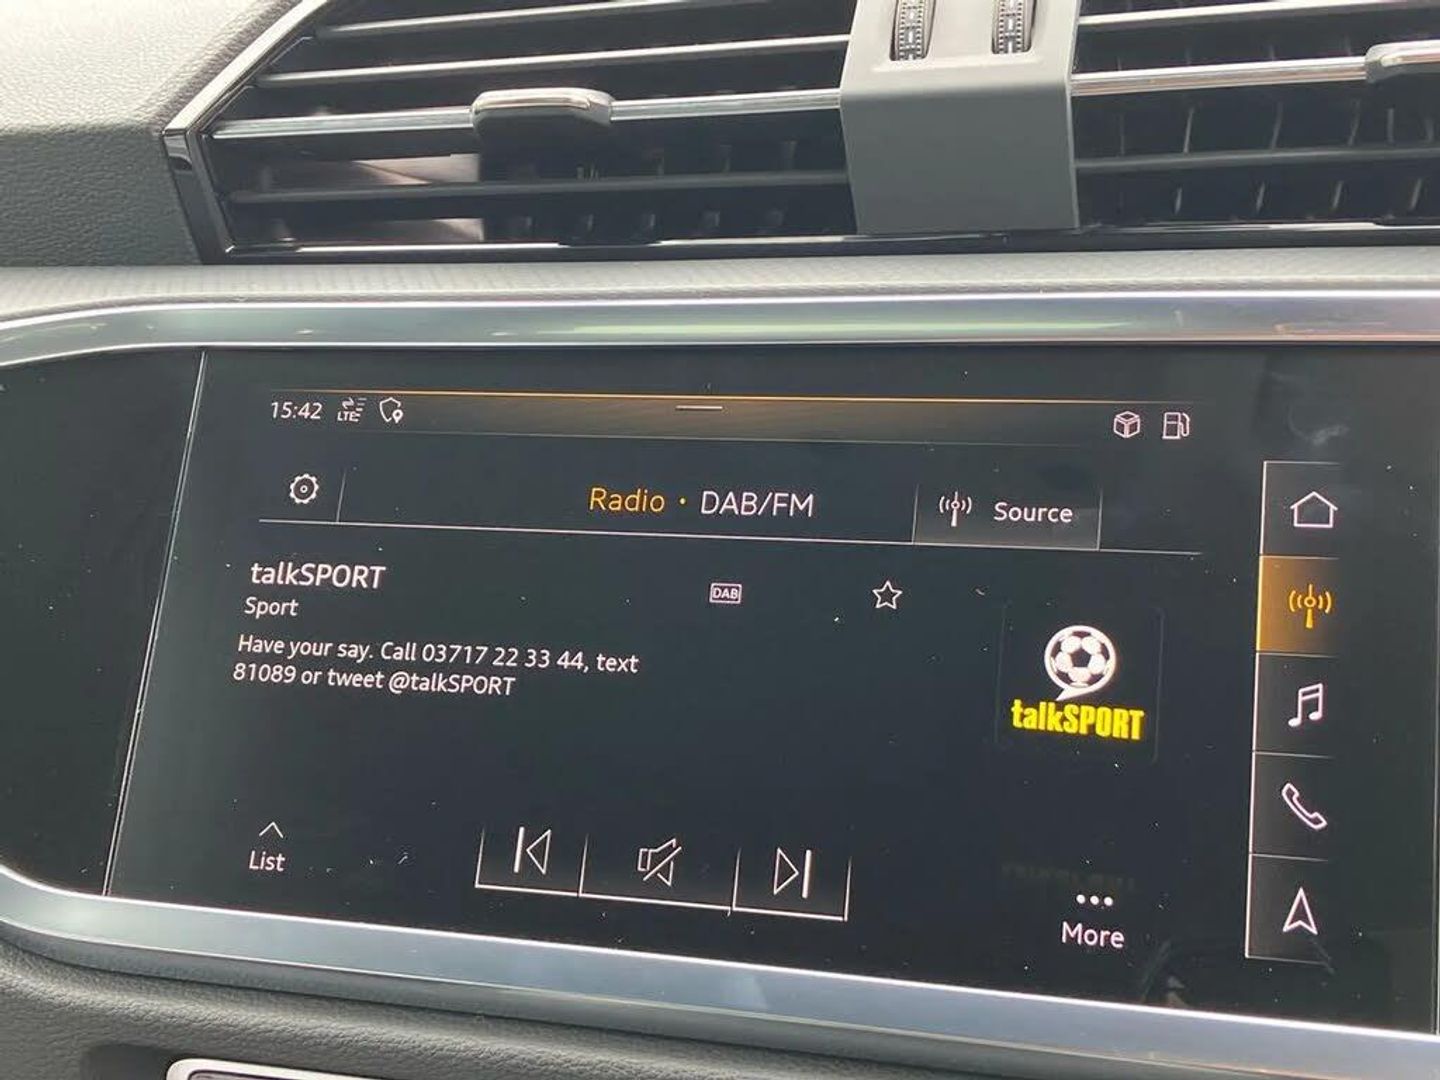 15:42 LTE
Radio · DAB/FM
Source
talkSPORT
Sport
DAB
Have your say. Call 03717 22 33 44, text
81089 or tweet @talkSPORT
talkSPORT
List
More